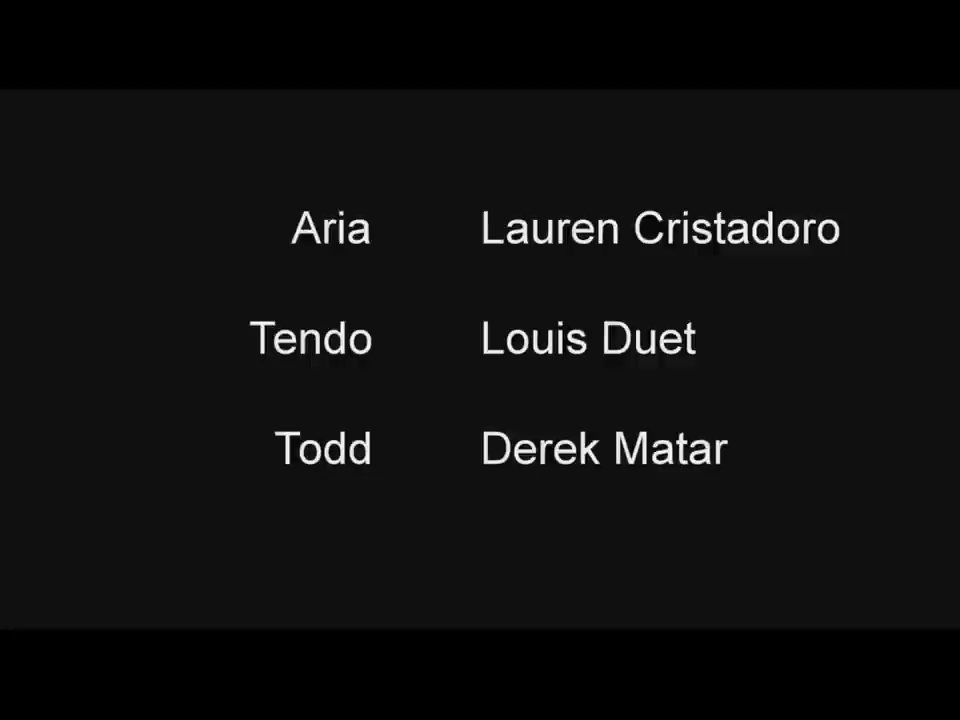 Aria Lauren Cristadoro
Tendo Louis Duet
Todd Derek Matar